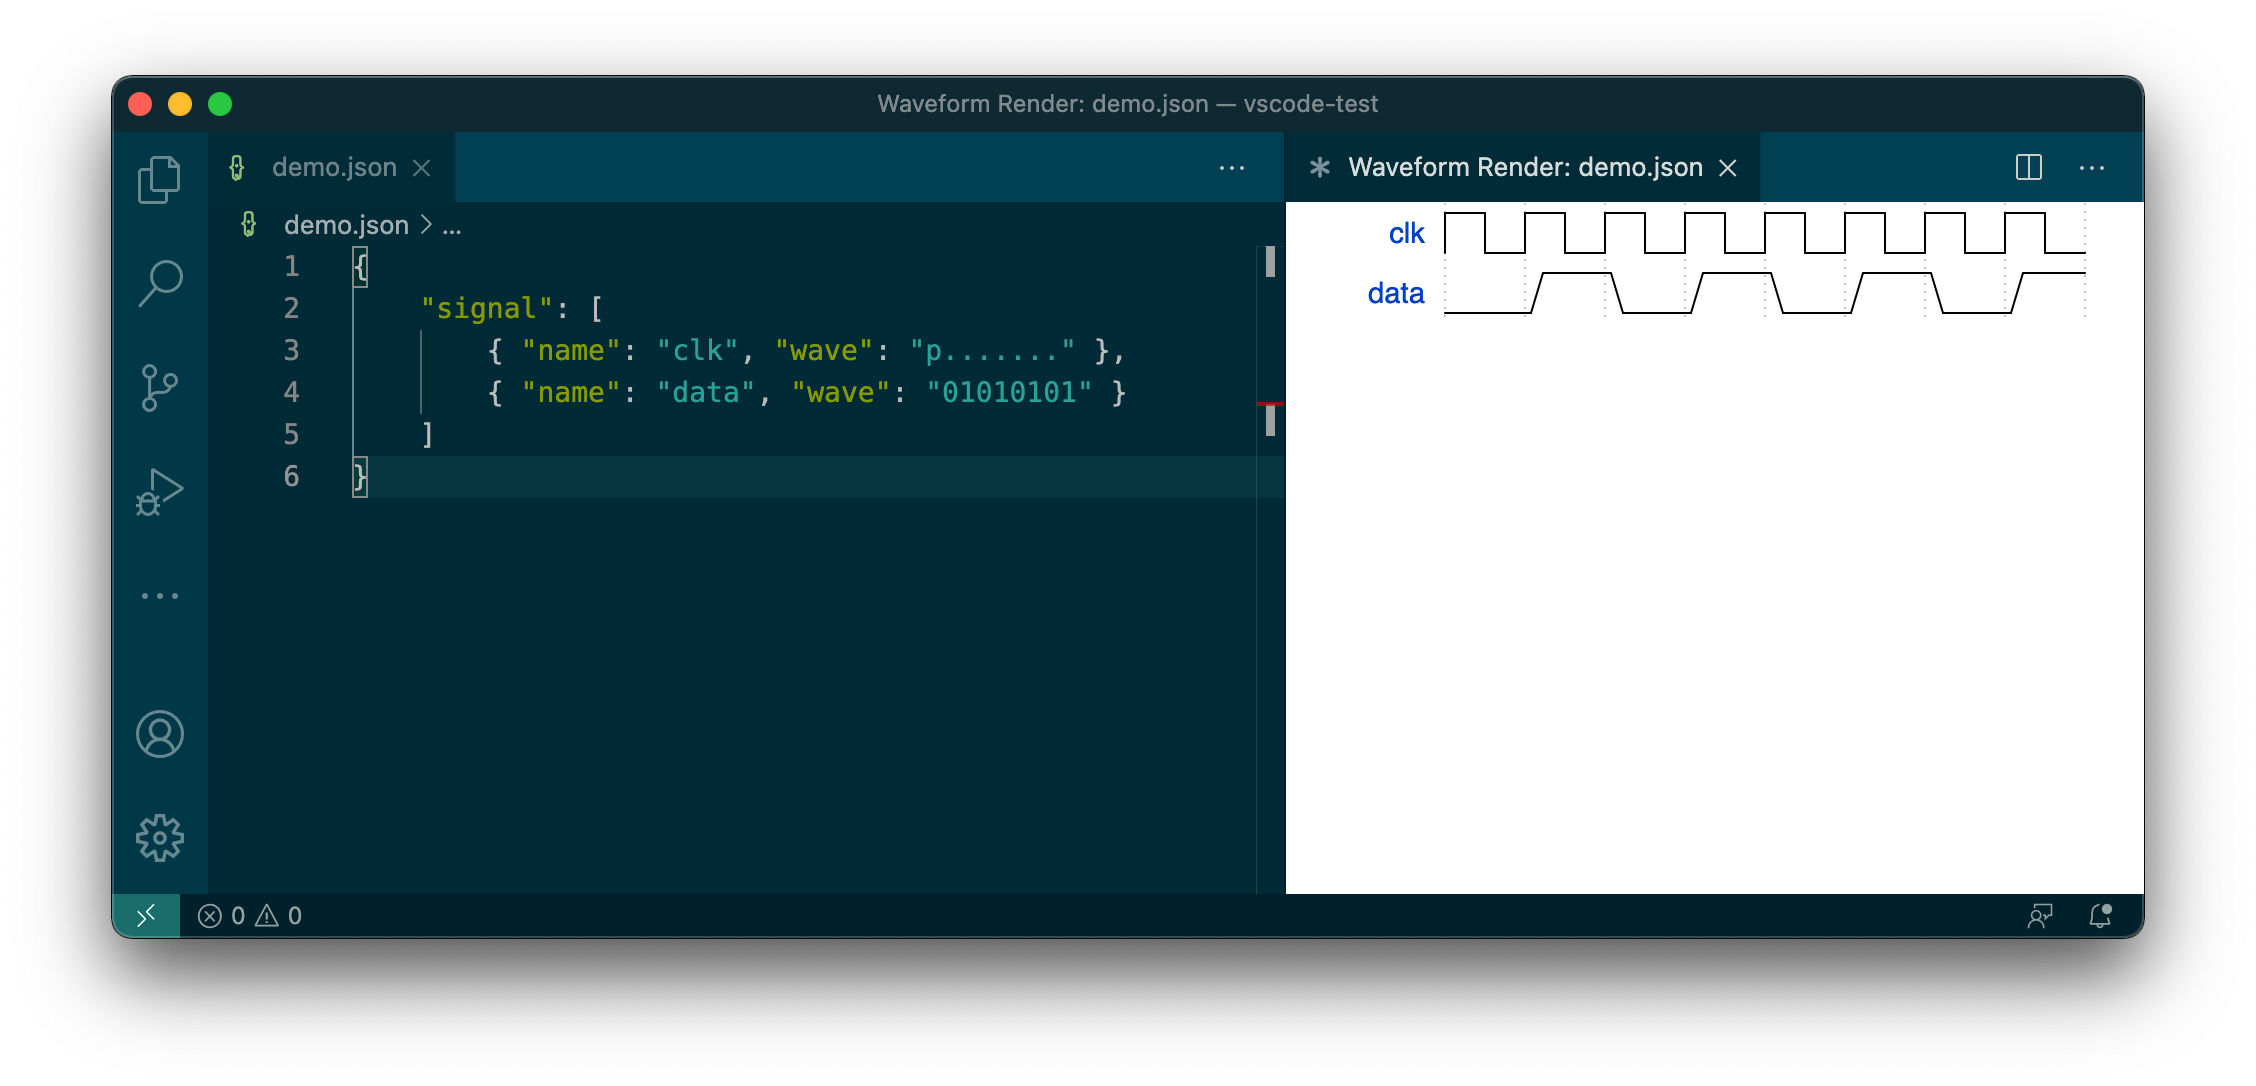 Waveform Render: demo.json — vscode-test
demo.json
Waveform Render: demo.json
demo.json > ...
1 {
2 "signal": [
3 { "name": "clk", "wave": "p......." },
4 { "name": "data", "wave": "01010101" }
5 ]
6 }
clk
data
0 0